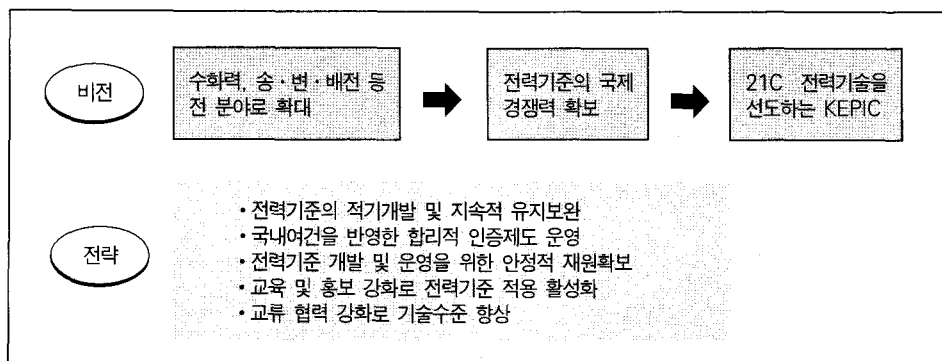 비전
수화력, 송·변·배전 등
전 분야로 확대
전력기준의 국제
경쟁력 확보
21C 전력기술을
선도하는 KEPIC
전략
• 전력기준의 적기개발 및 지속적 유지보완
• 국내여건을 반영한 합리적 인증제도 운영
• 전력기준 개발 및 운영을 위한 안정적 재원확보
• 교육 및 홍보 강화로 전력기준 적용 활성화
• 교류 협력 강화로 기술수준 향상